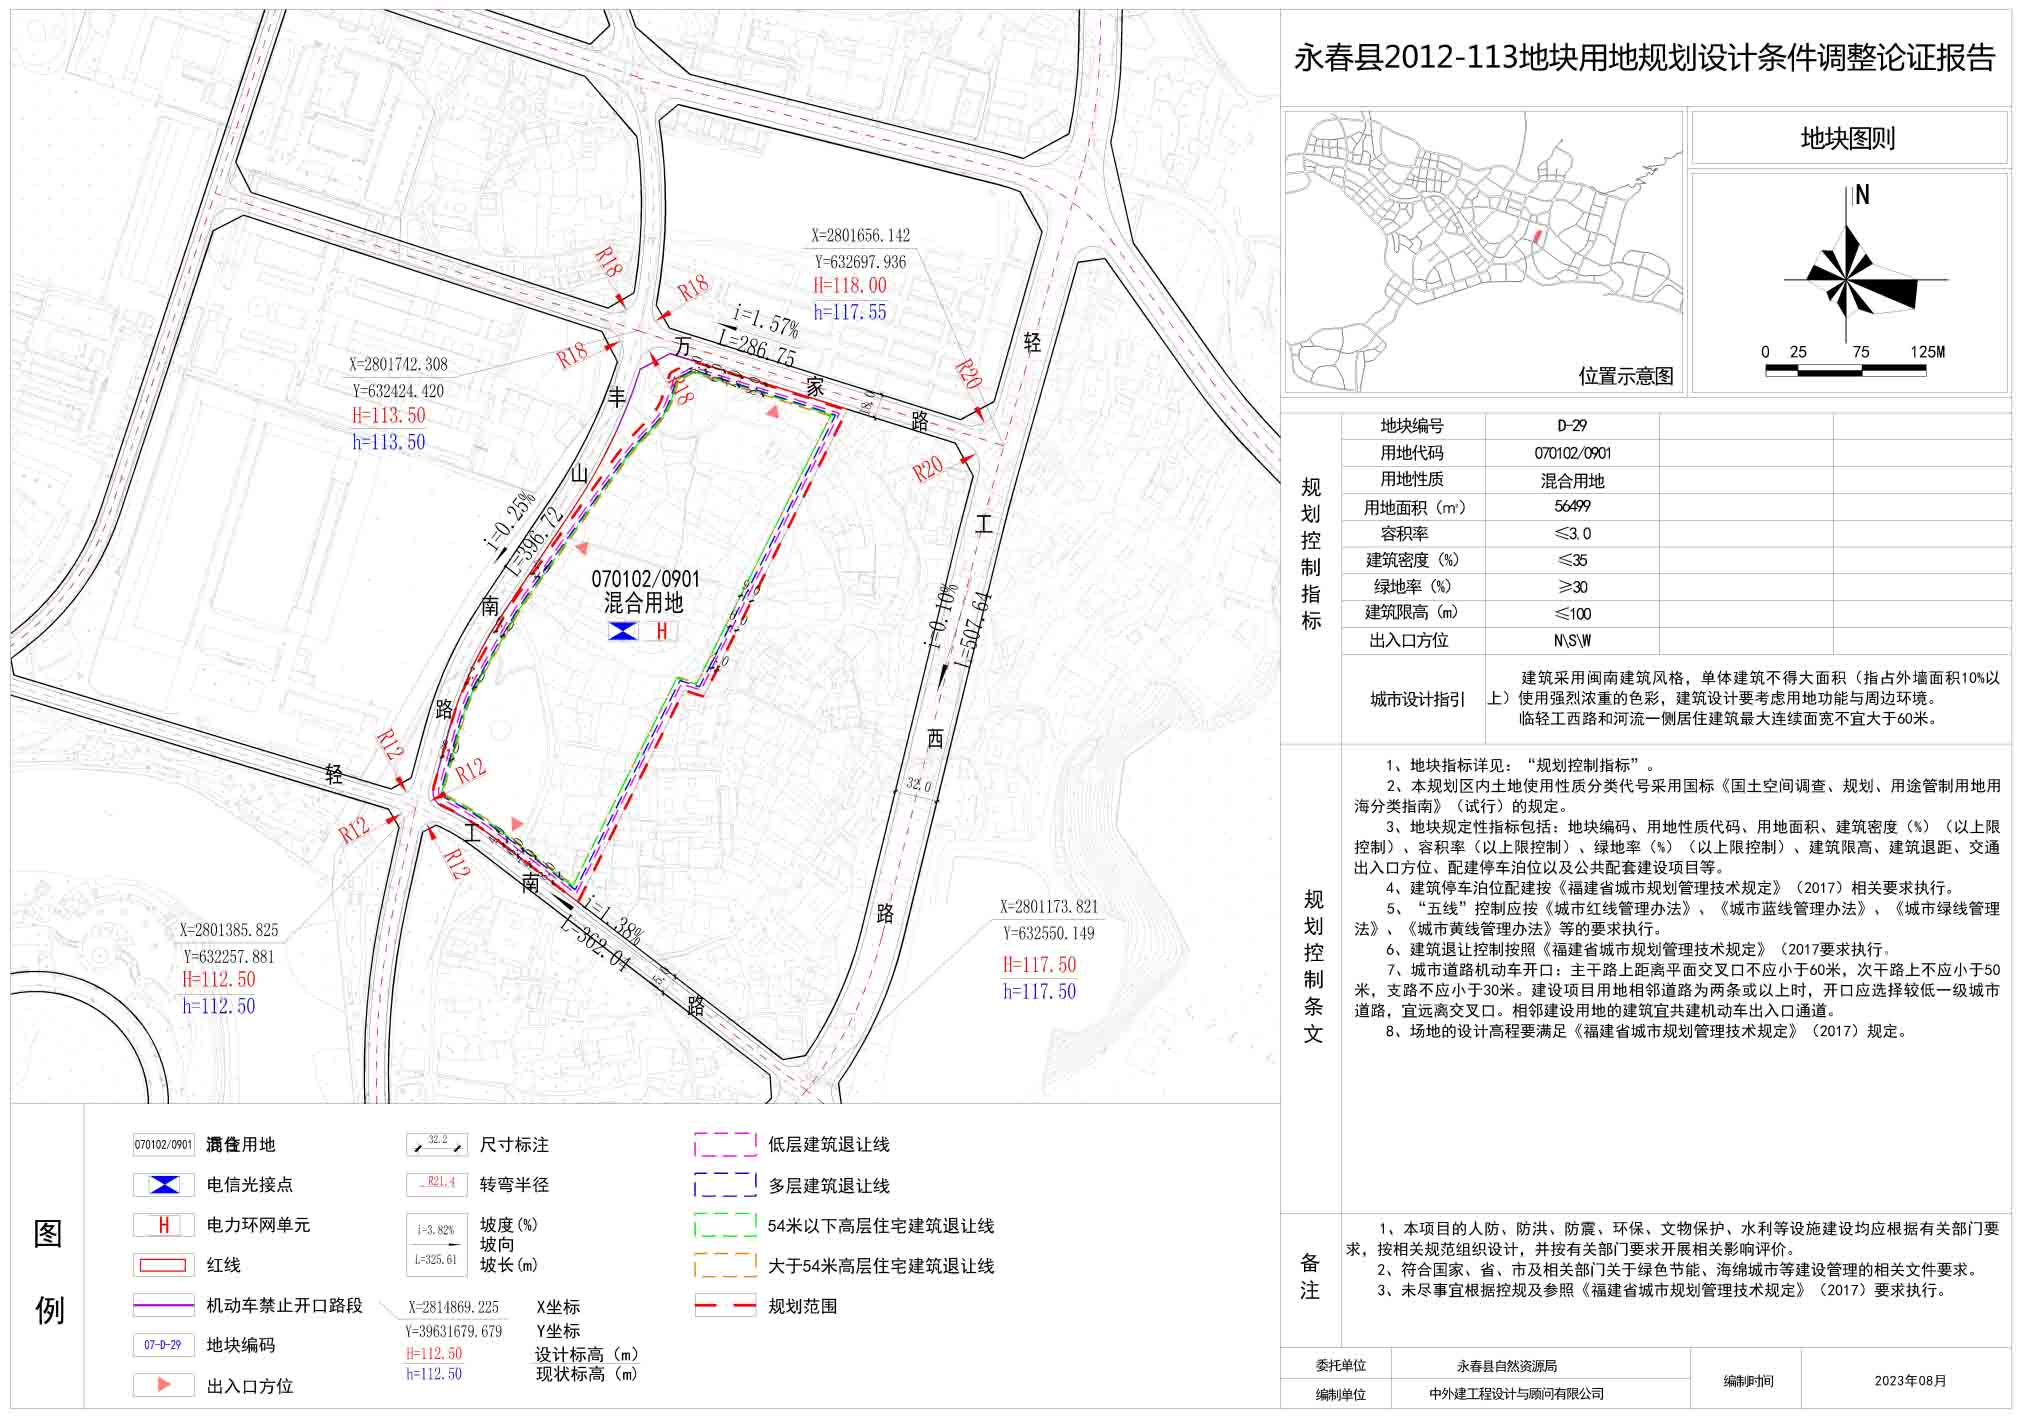 永春县2012-113地块用地规划设计条件调整论证报告
地块图则
位置示意图
N
0 25 75 125M
X=2801656.142
Y=632697.936
H=118.00
h=117.55
X=2801742.308
Y=632424.420
H=113.50
h=113.50
X=2801385.825
Y=632257.881
H=112.50
h=112.50
X=2801173.821
Y=632550.149
H=117.50
h=117.50
R18
R18
R18
R18
R20
R20
R12
R12
R12
R12
i=1.57%
L=286.75
i=0.25%
L=396.72
i=0.10%
L=507.64
i=1.38%
L=362.04
32.0
万家路
丰山南路
轻工西路
轻工南路
070102/0901
混合用地
H
规划控制指标
地块编号 D-29
用地代码 070102/0901
用地性质 混合用地
用地面积（㎡） 56499
容积率 ≤3.0
建筑密度（%） ≤35
绿地率（%） ≥30
建筑限高（m） ≤100
出入口方位 N\S\W
城市设计指引
建筑采用闽南建筑风格，单体建筑不得大面积（指占外墙面积10%以
上）使用强烈浓重的色彩，建筑设计要考虑用地功能与周边环境。
临轻工西路和河流一侧居住建筑最大连续面宽不宜大于60米。
规划控制条文
1、地块指标详见：“规划控制指标”。
2、本规划区内土地使用性质分类代号采用国标《国土空间调查、规划、用途管制用地用
海分类指南》（试行）的规定。
3、地块规定性指标包括：地块编码、用地性质代码、用地面积、建筑密度（%）（以上限
控制）、容积率（以上限控制）、绿地率（%）（以上限控制）、建筑限高、建筑退距、交通
出入口方位、配建停车泊位以及公共配套建设项目等。
4、建筑停车泊位配建按《福建省城市规划管理技术规定》（2017）相关要求执行。
5、“五线”控制应按《城市红线管理办法》、《城市蓝线管理办法》、《城市绿线管理
法》、《城市黄线管理办法》等的要求执行。
6、建筑退让控制按照《福建省城市规划管理技术规定》（2017要求执行。
7、城市道路机动车开口：主干路上距离平面交叉口不应小于60米，次干路上不应小于50
米，支路不应小于30米。建设项目用地相邻道路为两条或以上时，开口应选择较低一级城市
道路，宜远离交叉口。相邻建设用地的建筑宜共建机动车出入口通道。
8、场地的设计高程要满足《福建省城市规划管理技术规定》（2017）规定。
备注
1、本项目的人防、防洪、防震、环保、文物保护、水利等设施建设均应根据有关部门要
求，按相关规范组织设计，并按有关部门要求开展相关影响评价。
2、符合国家、省、市及相关部门关于绿色节能、海绵城市等建设管理的相关文件要求。
3、未尽事宜根据控规及参照《福建省城市规划管理技术规定》（2017）要求执行。
委托单位 永春县自然资源局
编制单位 中外建工程设计与顾问有限公司
编制时间 2023年08月
图例
070102/0901 用地
电信光接点
H 电力环网单元
红线
机动车禁止开口路段
07-D-29 地块编码
出入口方位
32.2 尺寸标注
R21.4 转弯半径
i=3.82% 坡度(%)
坡向
L=325.61 坡长(m)
X=2814869.225 X坐标
Y=39631679.679 Y坐标
H=112.50 设计标高（m）
h=112.50 现状标高（m）
低层建筑退让线
多层建筑退让线
54米以下高层住宅建筑退让线
大于54米高层住宅建筑退让线
规划范围